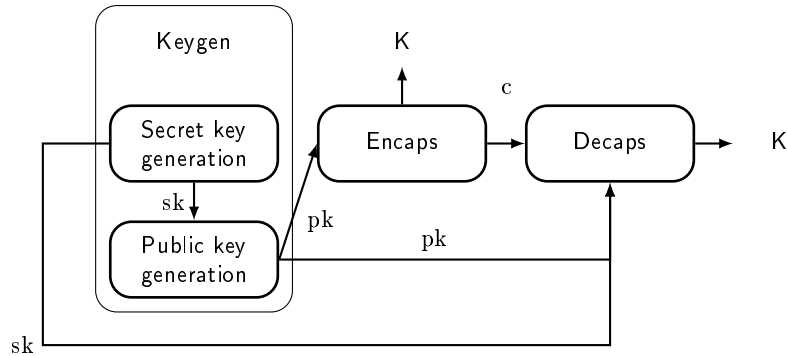 Keygen
K
c
Secret key
generation
Encaps
Decaps
K
sk
pk
Public key
generation
pk
sk